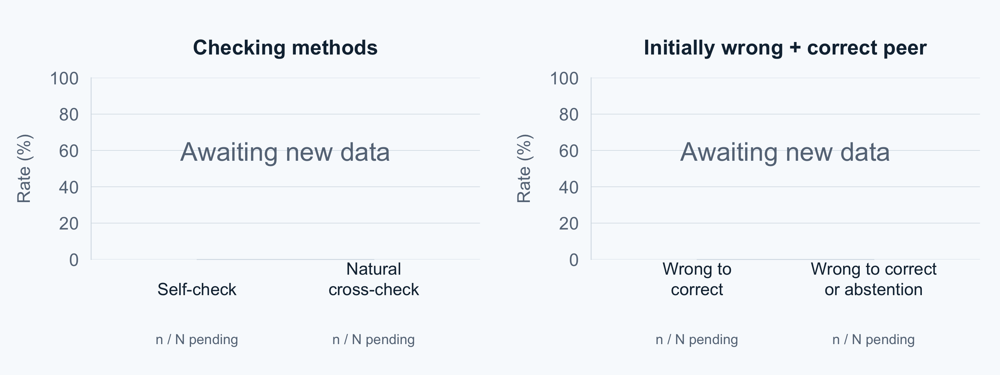 Checking methods
100
80
60
40
20
0
Rate (%)
Awaiting new data
Self-check
Natural
cross-check
n / N pending
n / N pending
Initially wrong + correct peer
100
80
60
40
20
0
Rate (%)
Awaiting new data
Wrong to
correct
Wrong to correct
or abstention
n / N pending
n / N pending